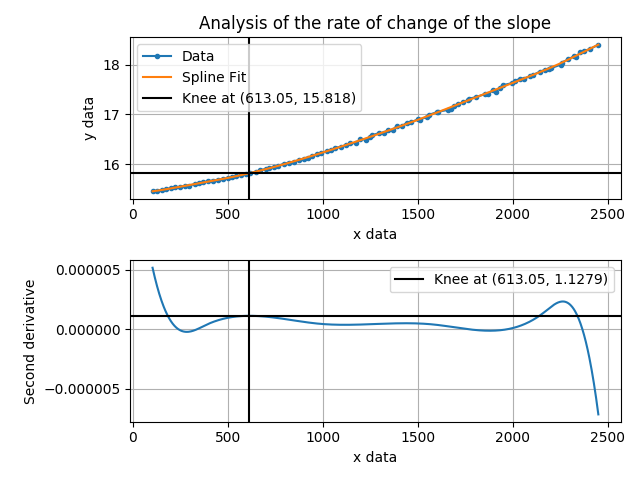 Analysis of the rate of change of the slope
Data
Spline Fit
Knee at (613.05, 15.818)
18
17
16
y data
0 500 1000 1500 2000 2500
x data
Knee at (613.05, 1.1279)
0.000005
0.000000
−0.000005
Second derivative
0 500 1000 1500 2000 2500
x data